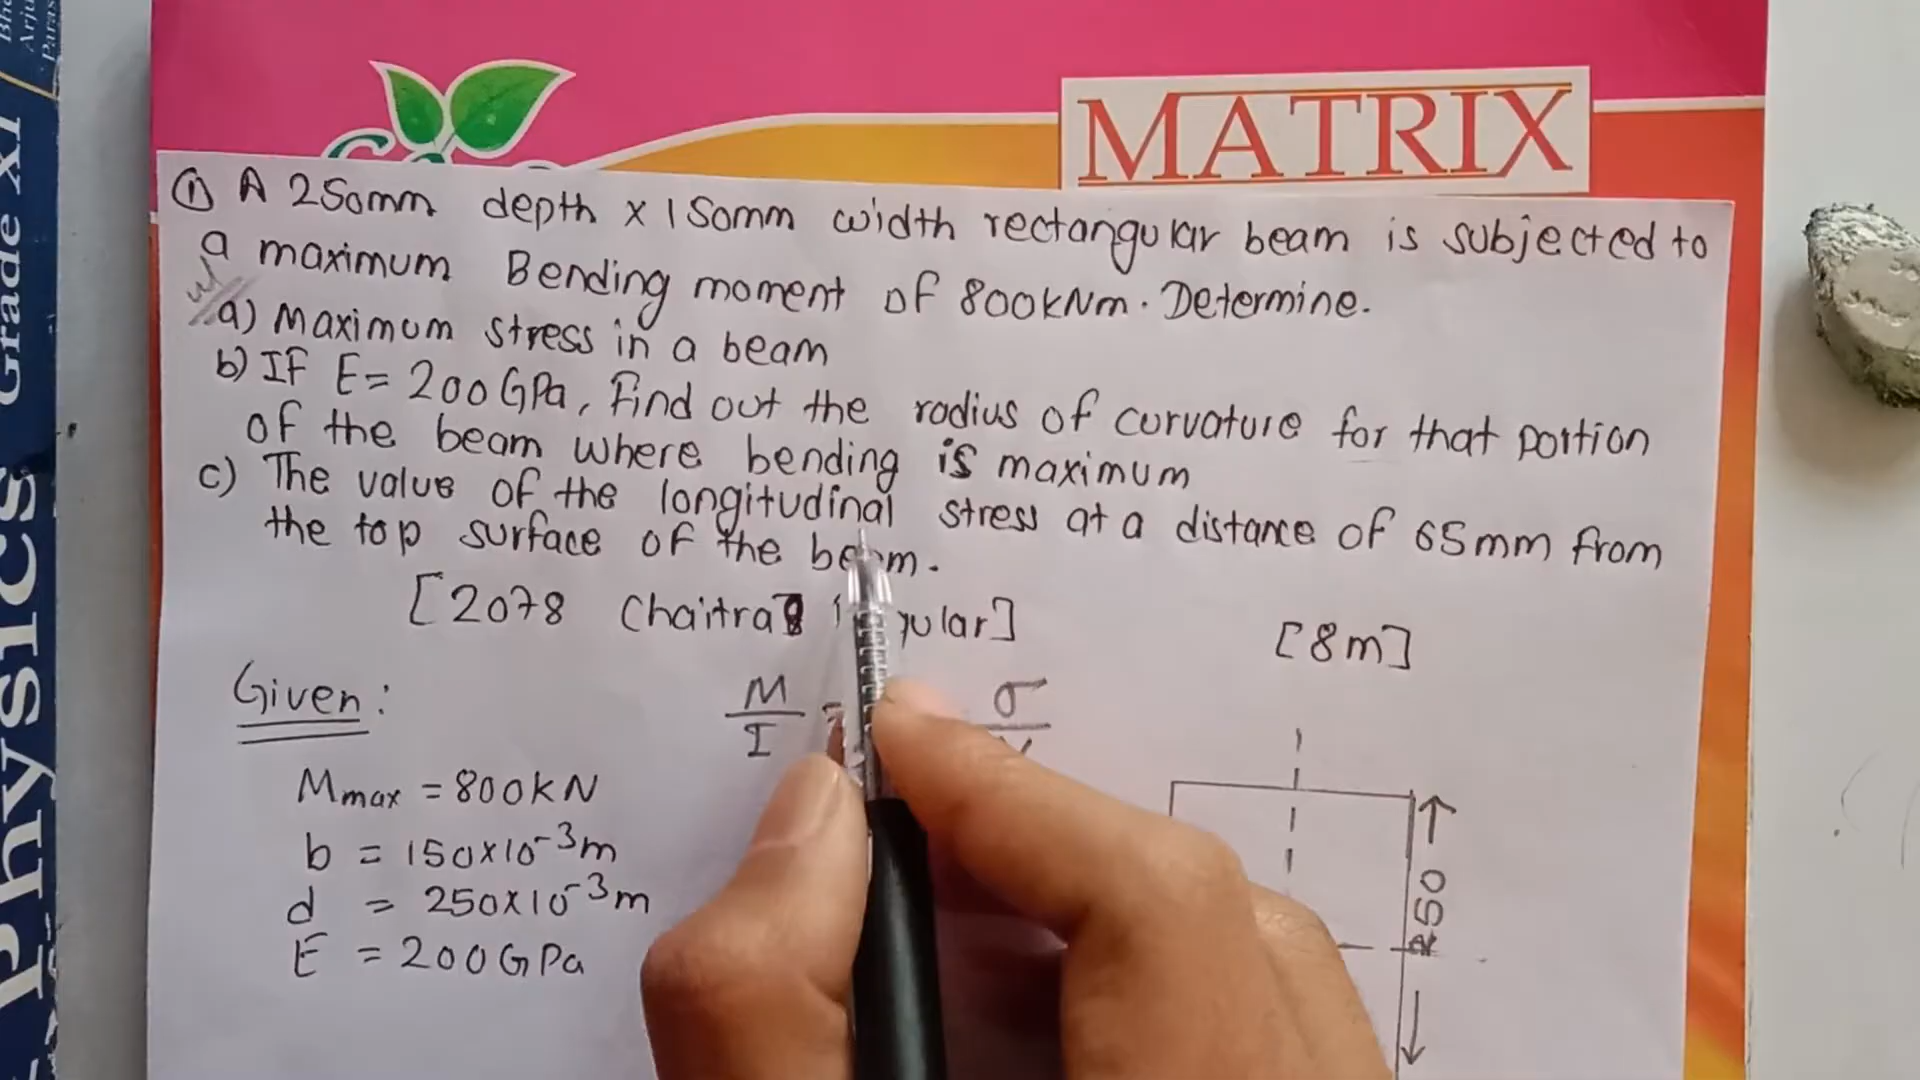 MATRIX
① A 250mm depth x 150mm width rectangular beam is subjected to
a maximum Bending moment of 800kNm. Determine.
a) Maximum stress in a beam
b) If E = 200GPa, find out the radius of curvature for that portion
of the beam where bending is maximum
c) The value of the longitudinal stress at a distance of 65mm from
the top surface of the beam.
[2078 Chaitra
gular]
[8m]
Given:
M/I =
σ
Mmax = 800kN
b = 150x10-3m
d = 250x10-3m
E = 200GPa
250
Physics Grade XI